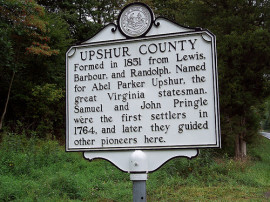 UPSHUR COUNTY
Formed in 1851 from Lewis,
Barbour, and Randolph. Named
for Abel Parker Upshur, the
great Virginia statesman.
Samuel and John Pringle
were the first settlers in
1764, and later they guided
other pioneers here.